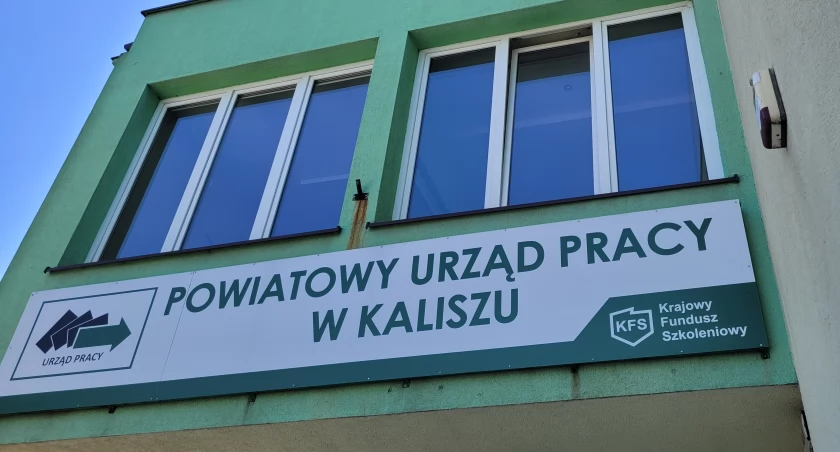 POWIATOWY URZĄD PRACY
W KALISZU
URZĄD PRACY
KFS
Krajowy
Fundusz
Szkoleniowy